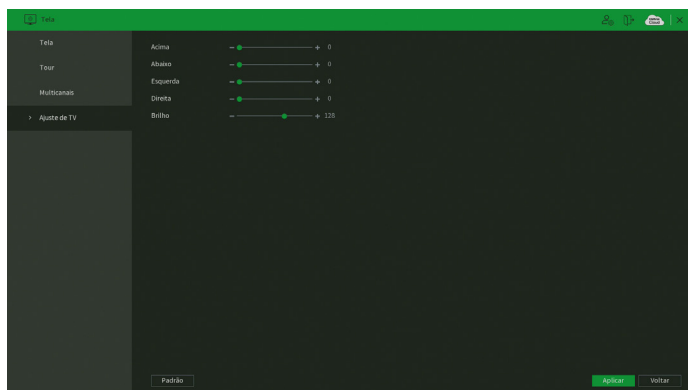 Tela
Tela
Tour
Multicanais
> Ajuste de TV
Acima − + 0
Abaixo − + 0
Esquerda − + 0
Direita − + 0
Brilho − + 128
Padrão
Aplicar Voltar